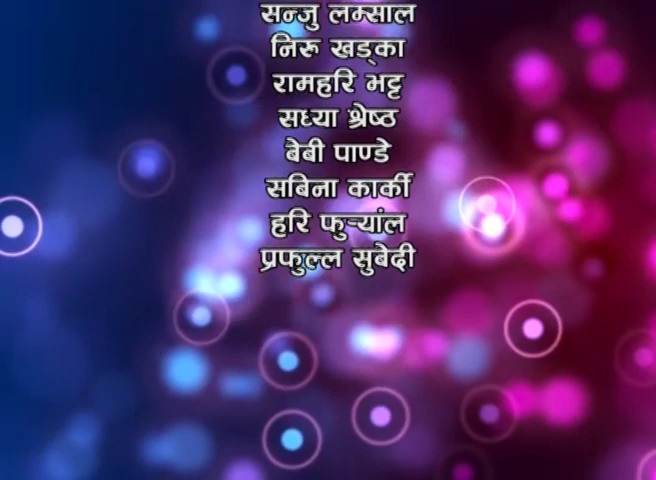 सन्जु लम्साल
निरू खड्का
रामहरि भट्ट
सध्या श्रेष्ठ
बेबी पाण्डे
सबिना कार्की
हरि फुर्‍यांल
प्रफुल्ल सुबेदी